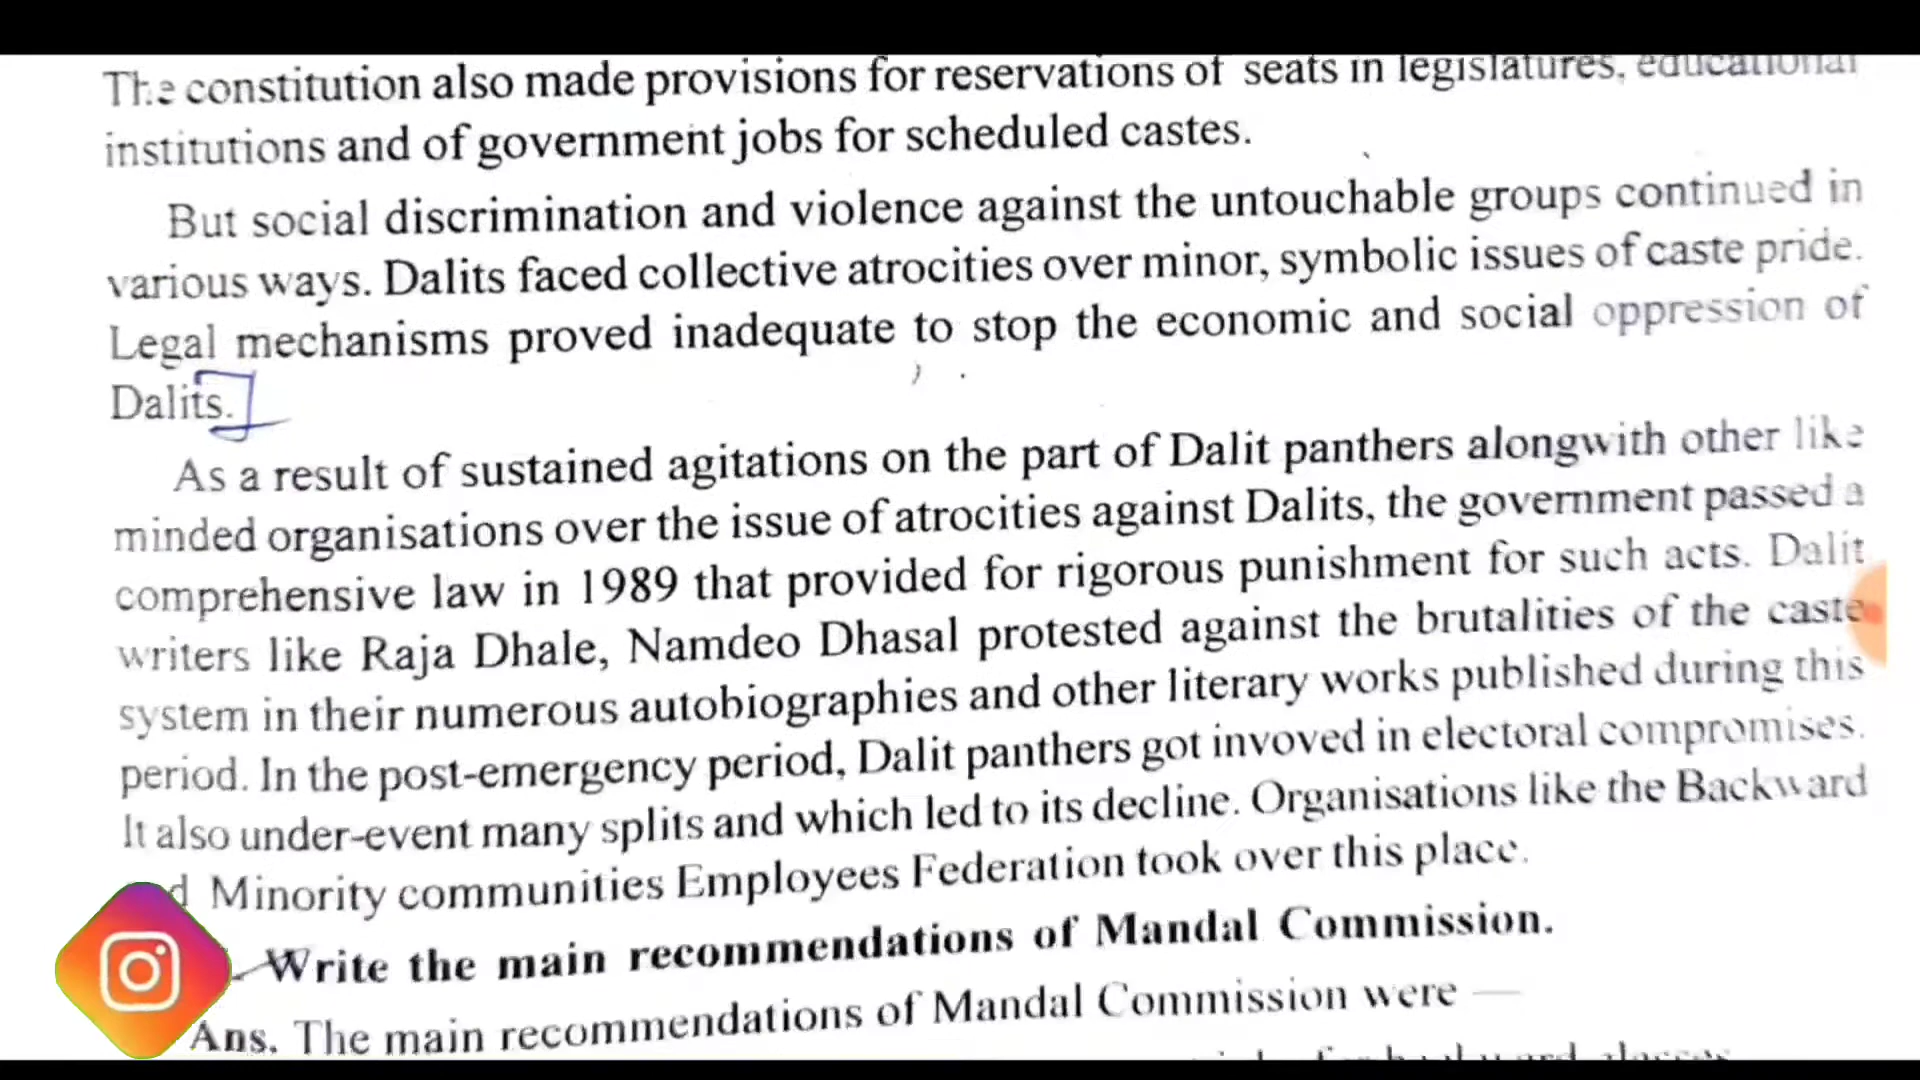 The constitution also made provisions for reservations of seats in legislatures, educational
institutions and of government jobs for scheduled castes.
But social discrimination and violence against the untouchable groups continued in
various ways. Dalits faced collective atrocities over minor, symbolic issues of caste pride.
Legal mechanisms proved inadequate to stop the economic and social oppression of
Dalits.
As a result of sustained agitations on the part of Dalit panthers alongwith other like
minded organisations over the issue of atrocities against Dalits, the government passed a
comprehensive law in 1989 that provided for rigorous punishment for such acts. Dalit
writers like Raja Dhale, Namdeo Dhasal protested against the brutalities of the caste
system in their numerous autobiographies and other literary works published during this
period. In the post-emergency period, Dalit panthers got invoved in electoral compromises.
It also under-event many splits and which led to its decline. Organisations like the Backward
Minority communities Employees Federation took over this place.
Write the main recommendations of Mandal Commission.
Ans. The main recommendations of Mandal Commission were —